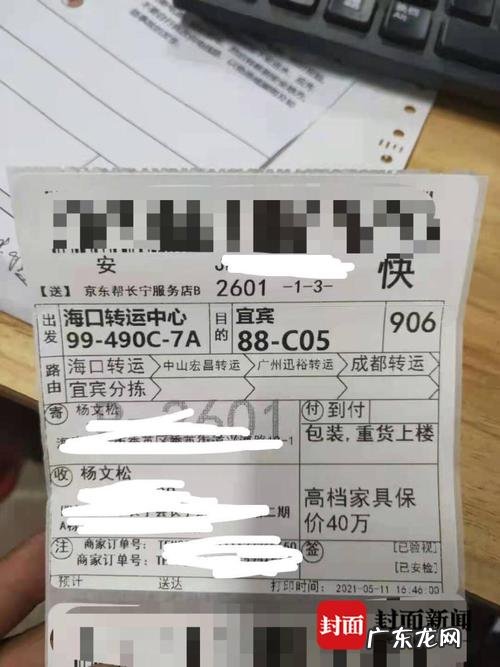 安
快
【送】 京东帮长宁服务店B 2601 -1-3-
出发 海口转运中心 99-490C-7A
目的 宜宾 88-C05
906
路由 海口转运 中山宏昌转运 广州迅裕转运 成都转运
宜宾分拣
寄 杨文松
2601
付 到付
包装,重货上楼
收 杨文松
二期
高档家具保
价40万
注 商家订单号:
商家订单号:
签
[已验视]
[已安检]
预计 送达 打印时间: 2021-05-11 16:46:00
封面 封面新闻
广东龙网